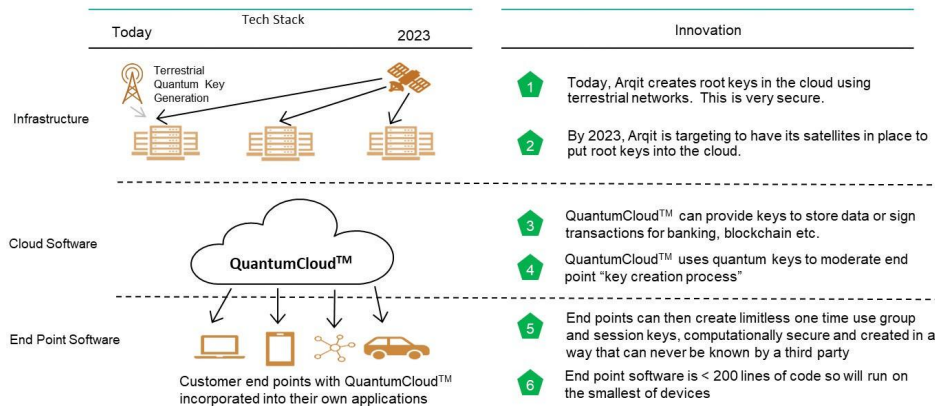 Tech Stack
Today
2023
Innovation
Infrastructure
Terrestrial
Quantum Key
Generation
1
Today, Arqit creates root keys in the cloud using
terrestrial networks.  This is very secure.
2
By 2023, Arqit is targeting to have its satellites in place to
put root keys into the cloud.
Cloud Software
QuantumCloud™
3
QuantumCloud™ can provide keys to store data or sign
transactions for banking, blockchain etc.
4
QuantumCloud™ uses quantum keys to moderate end
point “key creation process”
End Point Software
Customer end points with QuantumCloud™
incorporated into their own applications
5
End points can then create limitless one time use group
and session keys, computationally secure and created in a
way that can never be known by a third party
6
End point software is < 200 lines of code so will run on
the smallest of devices